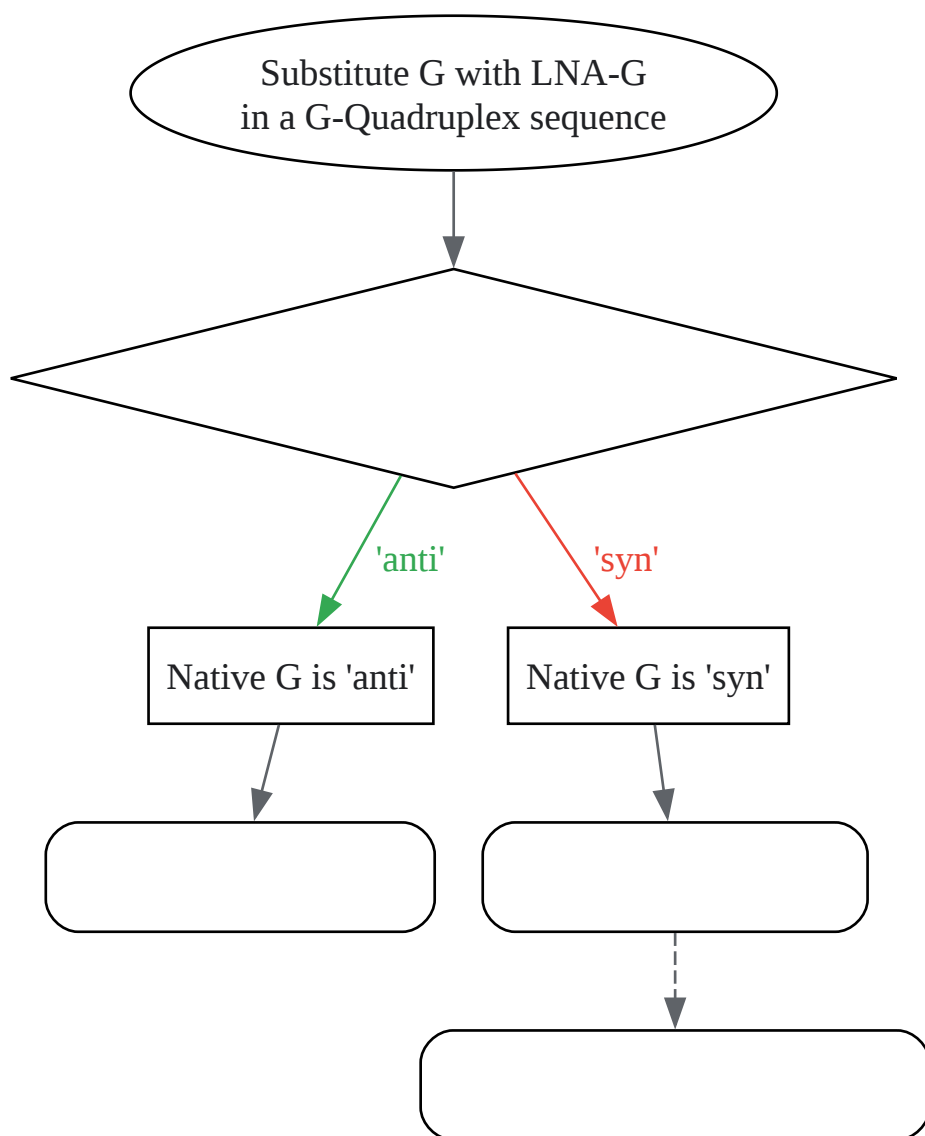 Substitute G with LNA-G
in a G-Quadruplex sequence
'anti'
'syn'
Native G is 'anti'
Native G is 'syn'